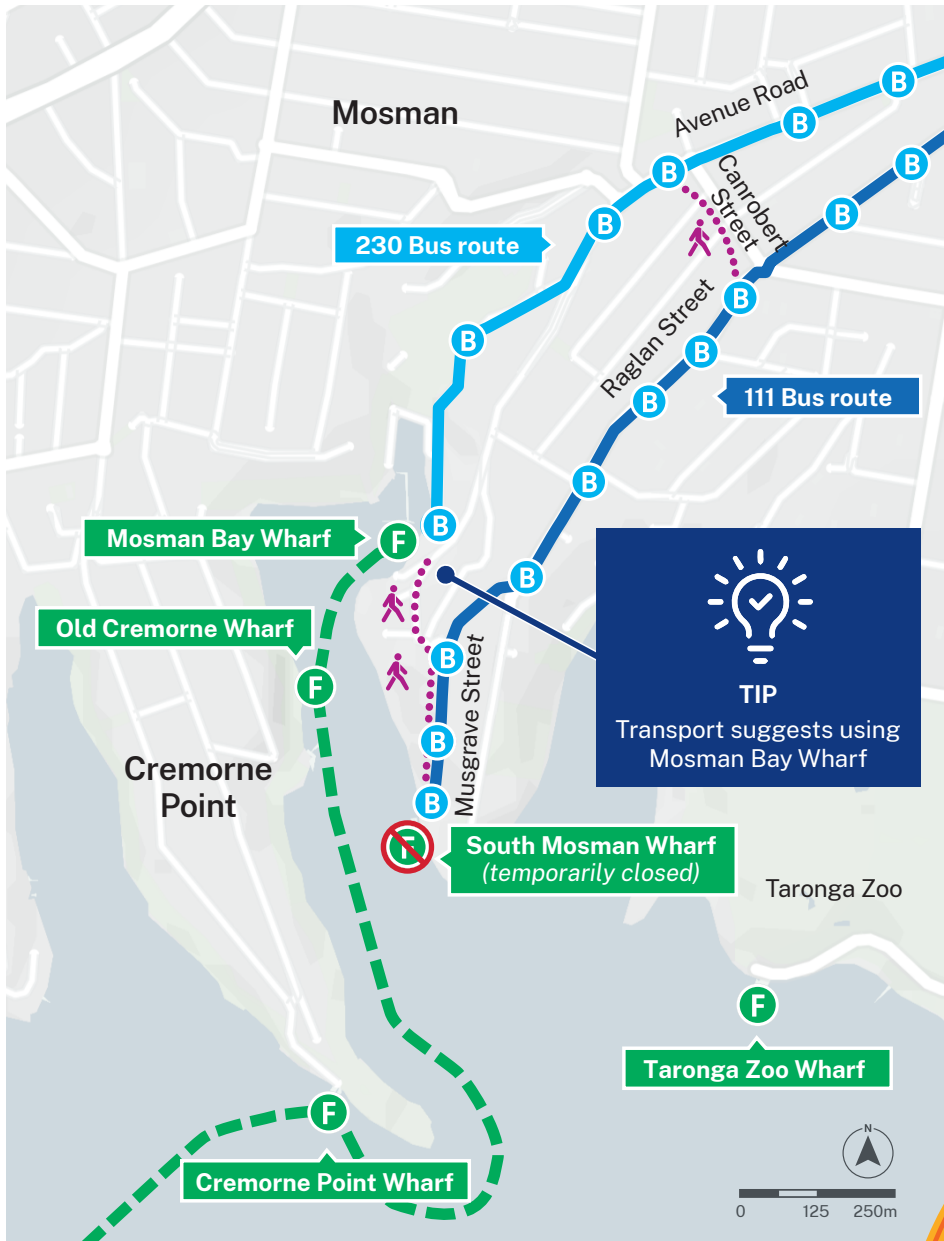 Mosman
Avenue Road
B
B
B
Canrobert
Street
B
B
B
230 Bus route
B
B
Raglan Street
B
B
111 Bus route
B
B
Mosman Bay Wharf
F
B
B
TIP
Transport suggests using
Mosman Bay Wharf
Old Cremorne Wharf
F
B
Musgrave Street
B
B
Cremorne
Point
F
South Mosman Wharf
(temporarily closed)
Taronga Zoo
F
Taronga Zoo Wharf
F
Cremorne Point Wharf
N
0 125 250m